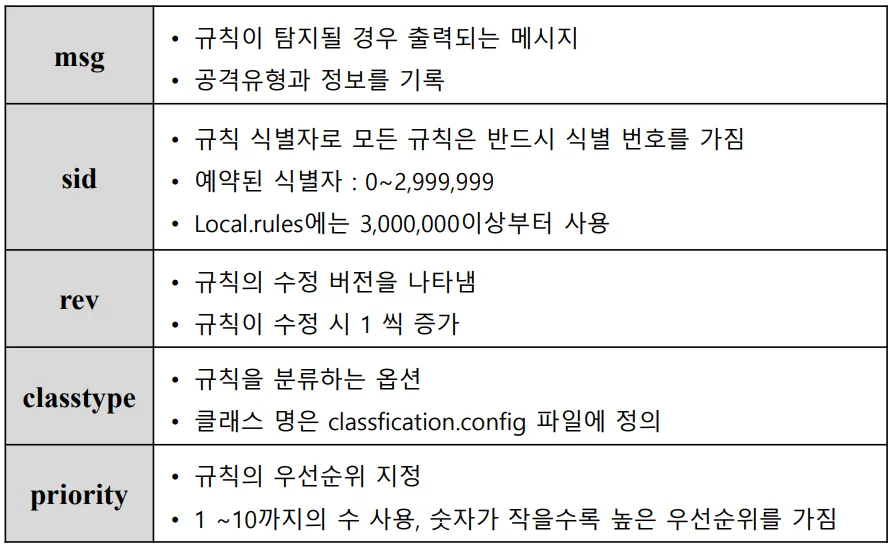 msg
• 규칙이 탐지될 경우 출력되는 메시지
• 공격유형과 정보를 기록
sid
• 규칙 식별자로 모든 규칙은 반드시 식별 번호를 가짐
• 예약된 식별자 : 0~2,999,999
• Local.rules에는 3,000,000이상부터 사용
rev
• 규칙의 수정 버전을 나타냄
• 규칙이 수정 시 1 씩 증가
classtype
• 규칙을 분류하는 옵션
• 클래스 명은 classfication.config 파일에 정의
priority
• 규칙의 우선순위 지정
• 1 ~10까지의 수 사용, 숫자가 작을수록 높은 우선순위를 가짐